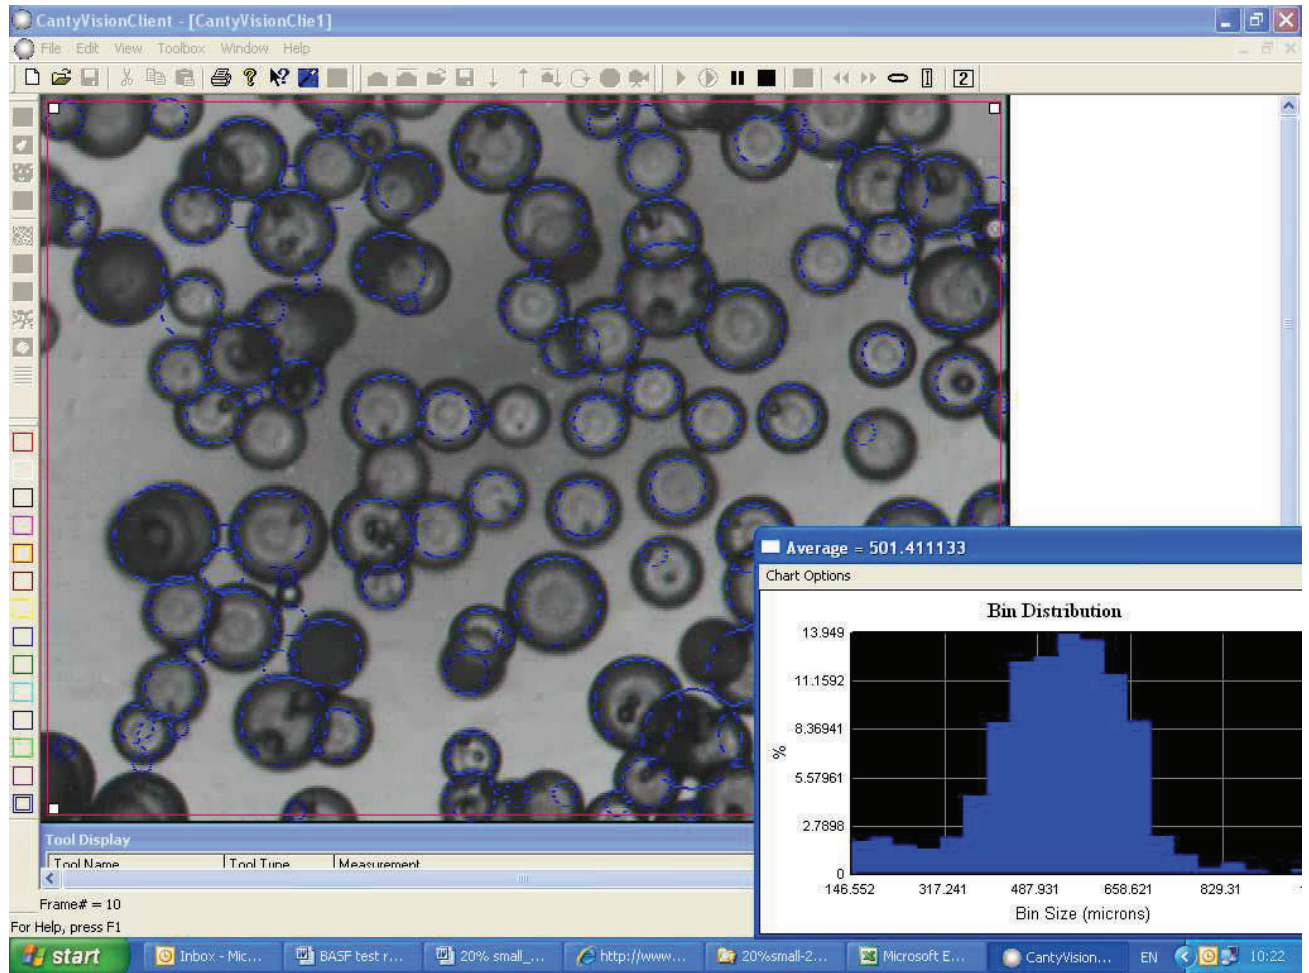 CantyVisionClient - [CantyVisionClie1]
File Edit View Toolbox Window Help
2
Average = 501.411133
Chart Options
Bin Distribution
13.949
11.1592
8.36941
5.57961
2.7898
0
%
146.552 317.241 487.931 658.621 829.31
Bin Size (microns)
Tool Display
Tool Name Tool Type Measurement
Frame# = 10
For Help, press F1
start Inbox - Mic... BASF test r... 20% small_... http://www... 20%small-2... Microsoft E... CantyVision... EN 10:22